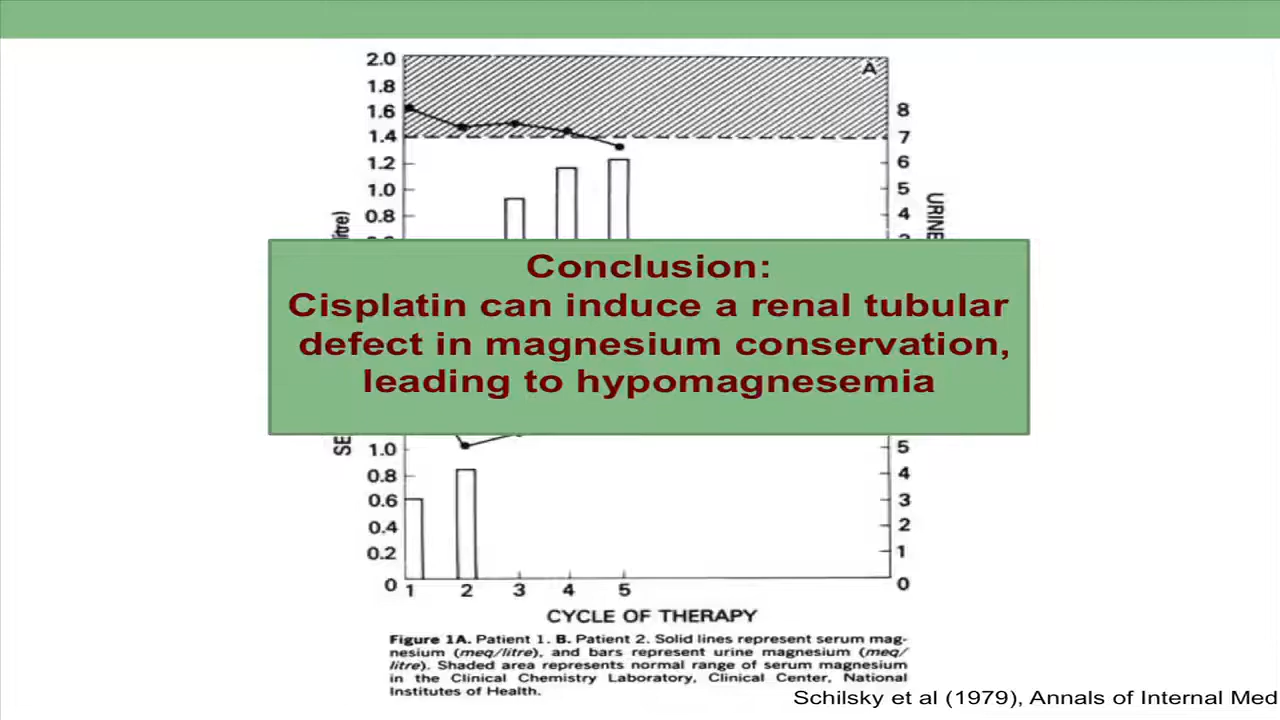 2.0
1.8
1.6
1.4
1.2
1.0
0.8
A
8
7
6
5
4
litre)
URINE
Conclusion:
Cisplatin can induce a renal tubular
defect in magnesium conservation,
leading to hypomagnesemia
SE
1.0
0.8
0.6
0.4
0.2
0
5
4
3
2
1
0
1 2 3 4 5
CYCLE OF THERAPY
Figure 1A. Patient 1. B. Patient 2. Solid lines represent serum mag-
nesium (meq/litre), and bars represent urine magnesium (meq/
litre). Shaded area represents normal range of serum magnesium
in the Clinical Chemistry Laboratory, Clinical Center, National
Institutes of Health.
Schilsky et al (1979), Annals of Internal Med